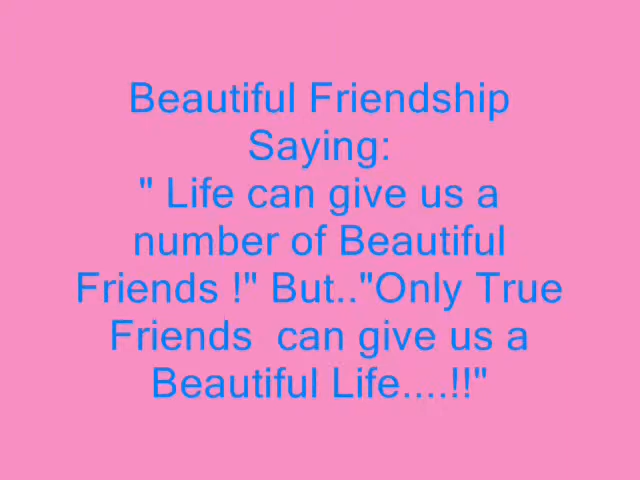 Beautiful Friendship
Saying:
" Life can give us a
number of Beautiful
Friends !" But.."Only True
Friends  can give us a
Beautiful Life....!!"